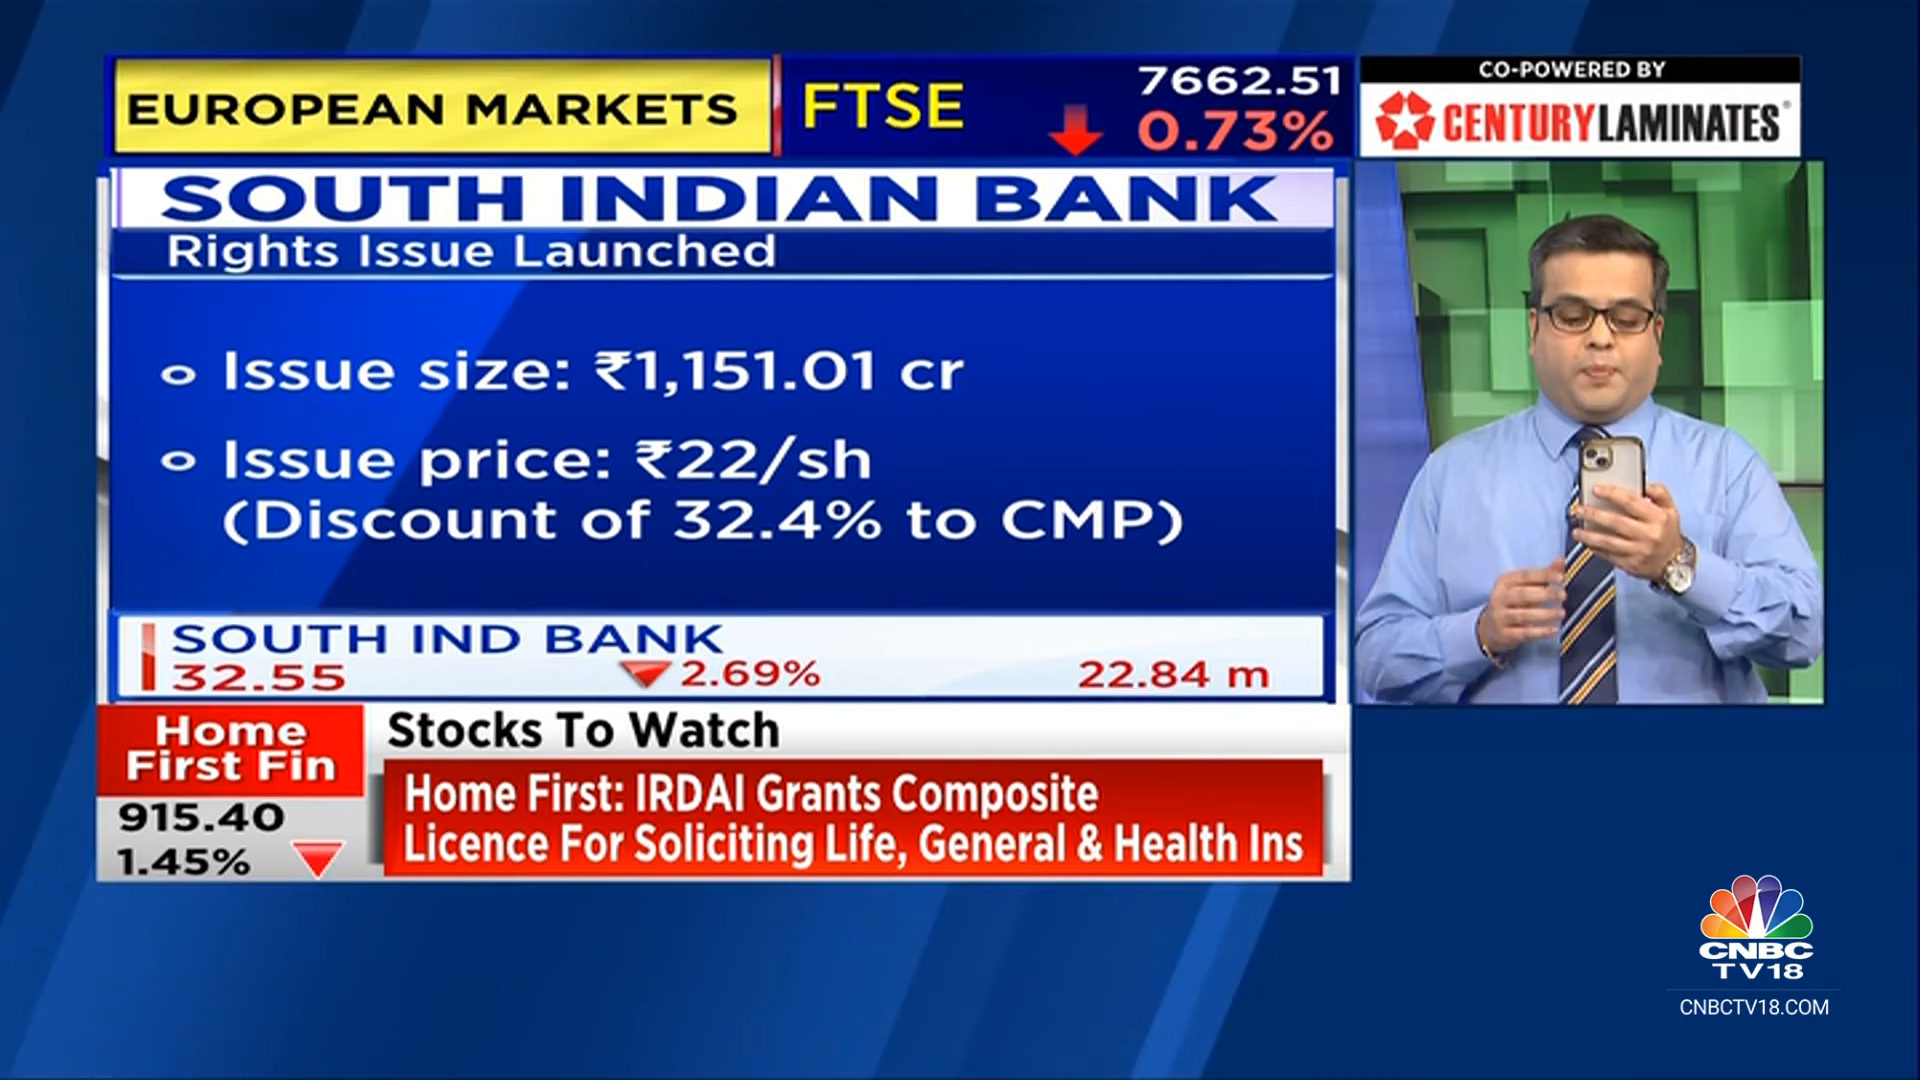 EUROPEAN MARKETS
FTSE
7662.51
0.73%
CO-POWERED BY
CENTURYLAMINATES®
SOUTH INDIAN BANK
Rights Issue Launched
Issue size: ₹1,151.01 cr
Issue price: ₹22/sh
(Discount of 32.4% to CMP)
SOUTH IND BANK
32.55 2.69% 22.84 m
Home
First Fin
915.40
1.45%
Stocks To Watch
Home First: IRDAI Grants Composite
Licence For Soliciting Life, General & Health Ins
CNBC
TV18
CNBCTV18.COM